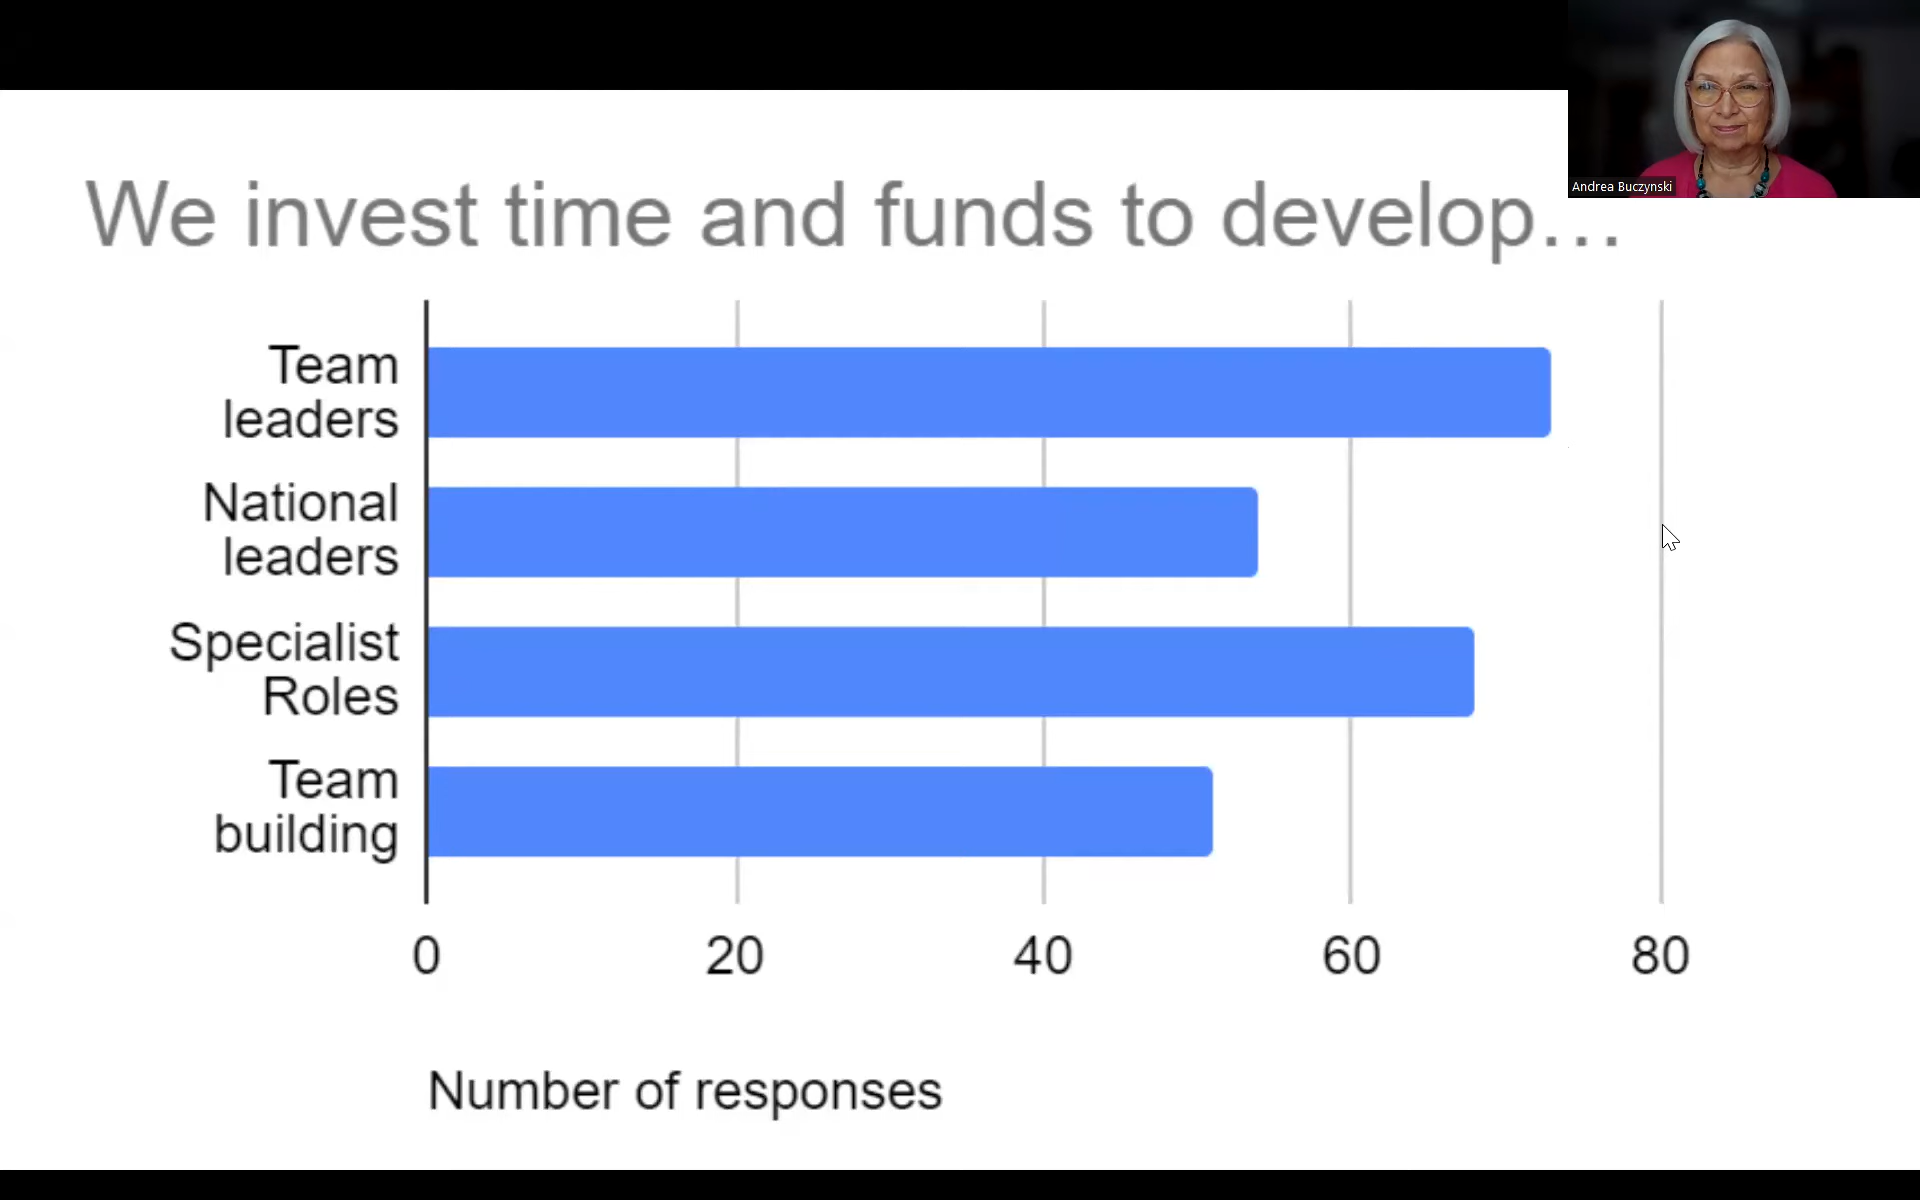 Andrea Buczynski
We invest time and funds to develop…
Team
leaders
National
leaders
Specialist
Roles
Team
building
0 20 40 60 80
Number of responses